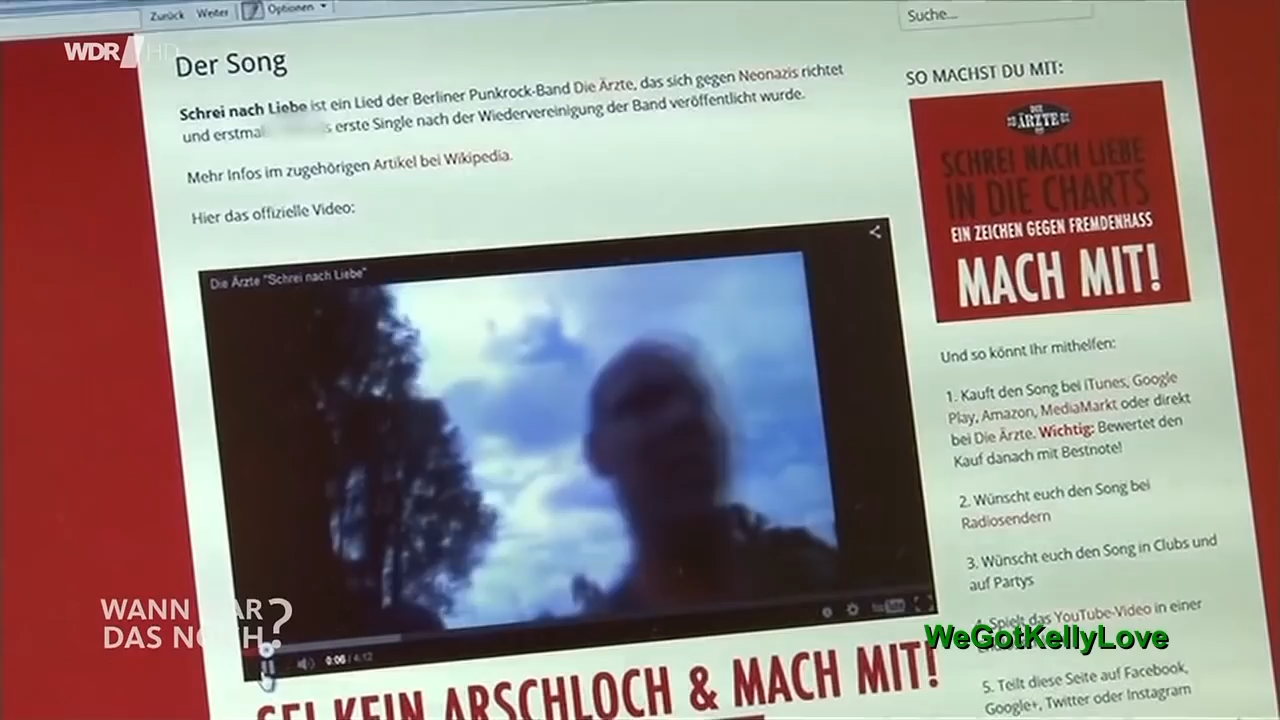 Zurück Weiter Optionen
Suche...
WDR HD
Der Song
Schrei nach Liebe ist ein Lied der Berliner Punkrock-Band Die Ärzte, das sich gegen Neonazis richtet
und erstma s erste Single nach der Wiedervereinigung der Band veröffentlicht wurde.
Mehr Infos im zugehörigen Artikel bei Wikipedia.
Hier das offizielle Video:
Die Ärzte "Schrei nach Liebe"
0:06 / 4:12
YouTube
SEI KEIN ARSCHLOCH & MACH MIT!
SO MACHST DU MIT:
DIE
ÄRZTE
SCHREI NACH LIEBE
IN DIE CHARTS
EIN ZEICHEN GEGEN FREMDENHASS
MACH MIT!
Und so könnt Ihr mithelfen:
1. Kauft den Song bei iTunes, Google
Play, Amazon, MediaMarkt oder direkt
bei Die Ärzte. Wichtig: Bewertet den
Kauf danach mit Bestnote!
2. Wünscht euch den Song bei
Radiosendern
3. Wünscht euch den Song in Clubs und
auf Partys
4. Spielt das YouTube-Video in einer
5. Teilt diese Seite auf Facebook,
Google+, Twitter oder Instagram
WANN WAR
DAS NOCH?
WeGotKellyLove